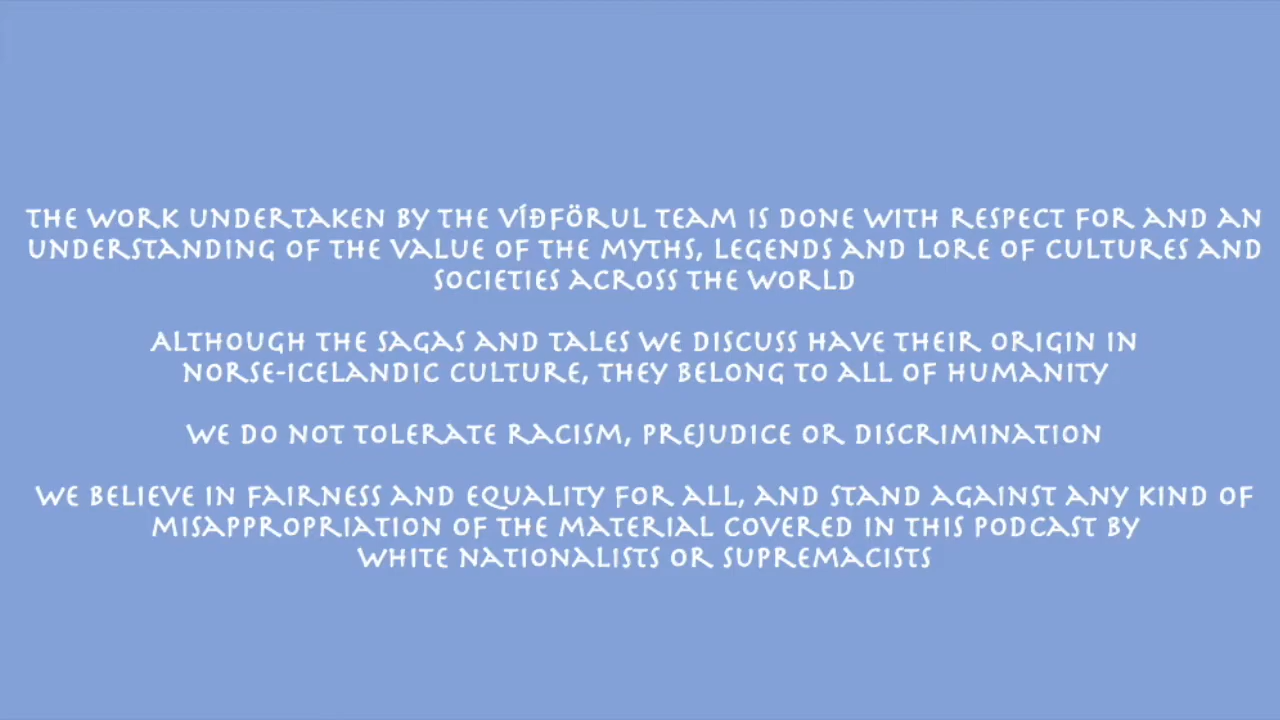 THE WORK UNDERTAKEN BY THE VÍÐFÖRUL TEAM IS DONE WITH RESPECT FOR AND AN
UNDERSTANDING OF THE VALUE OF THE MYTHS, LEGENDS AND LORE OF CULTURES AND
SOCIETIES ACROSS THE WORLD
ALTHOUGH THE SAGAS AND TALES WE DISCUSS HAVE THEIR ORIGIN IN
NORSE-ICELANDIC CULTURE, THEY BELONG TO ALL OF HUMANITY
WE DO NOT TOLERATE RACISM, PREJUDICE OR DISCRIMINATION
WE BELIEVE IN FAIRNESS AND EQUALITY FOR ALL, AND STAND AGAINST ANY KIND OF
MISAPPROPRIATION OF THE MATERIAL COVERED IN THIS PODCAST BY
WHITE NATIONALISTS OR SUPREMACISTS